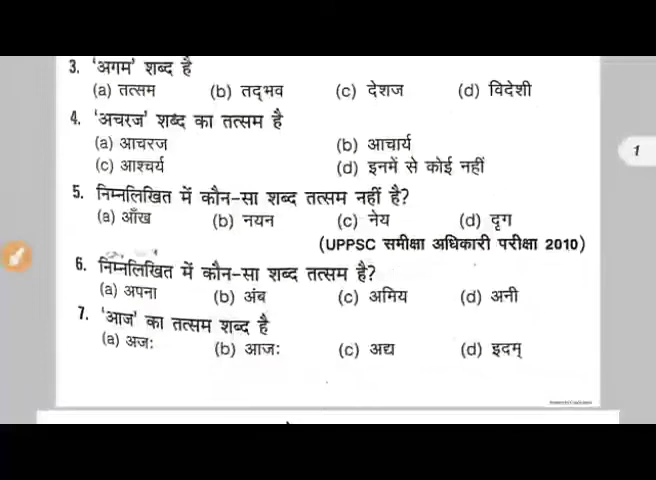 3. 'अगम' शब्द है
(a) तत्सम (b) तद्भव (c) देशज (d) विदेशी
4. 'अचरज' शब्द का तत्सम है
(a) आचरज (b) आचार्य
(c) आश्चर्य (d) इनमें से कोई नहीं
1
5. निम्नलिखित में कौन-सा शब्द तत्सम नहीं है?
(a) आँख (b) नयन (c) नेय (d) दृग
(UPPSC समीक्षा अधिकारी परीक्षा 2010)
6. निम्नलिखित में कौन-सा शब्द तत्सम है?
(a) अपना (b) अंब (c) अमिय (d) अनी
7. 'आज' का तत्सम शब्द है
(a) अजः (b) आजः (c) अद्य (d) इदम्